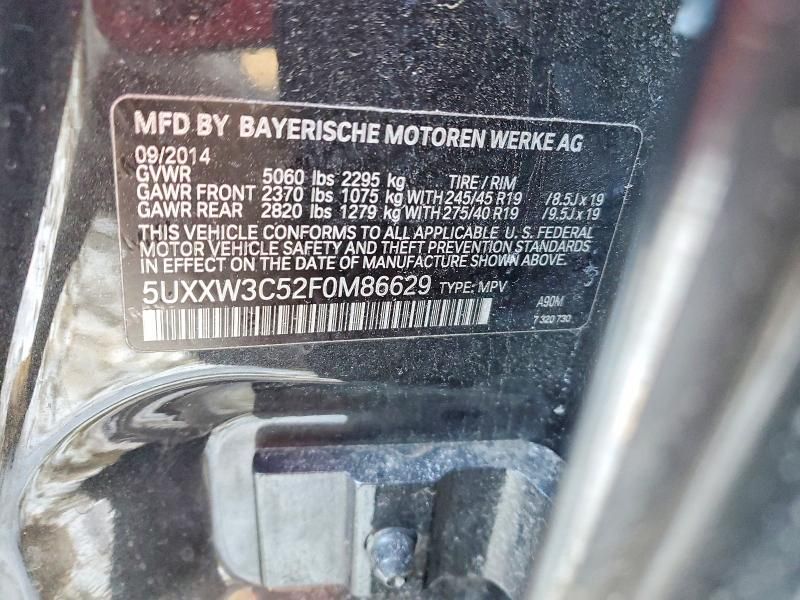 MFD BY BAYERISCHE MOTOREN WERKE AG
09/2014
GVWR 5060 lbs 2295 kg TIRE / RIM
GAWR FRONT 2370 lbs 1075 kg WITH 245/45 R19 /8.5J x 19
GAWR REAR 2820 lbs 1279 kg WITH 275/40 R19 /9.5J x 19
THIS VEHICLE CONFORMS TO ALL APPLICABLE U.S. FEDERAL
MOTOR VEHICLE SAFETY AND THEFT PREVENTION STANDARDS
IN EFFECT ON THE DATE OF MANUFACTURE SHOWN ABOVE.
5UXXW3C52F0M86629 TYPE: MPV
A90M
7 320 730